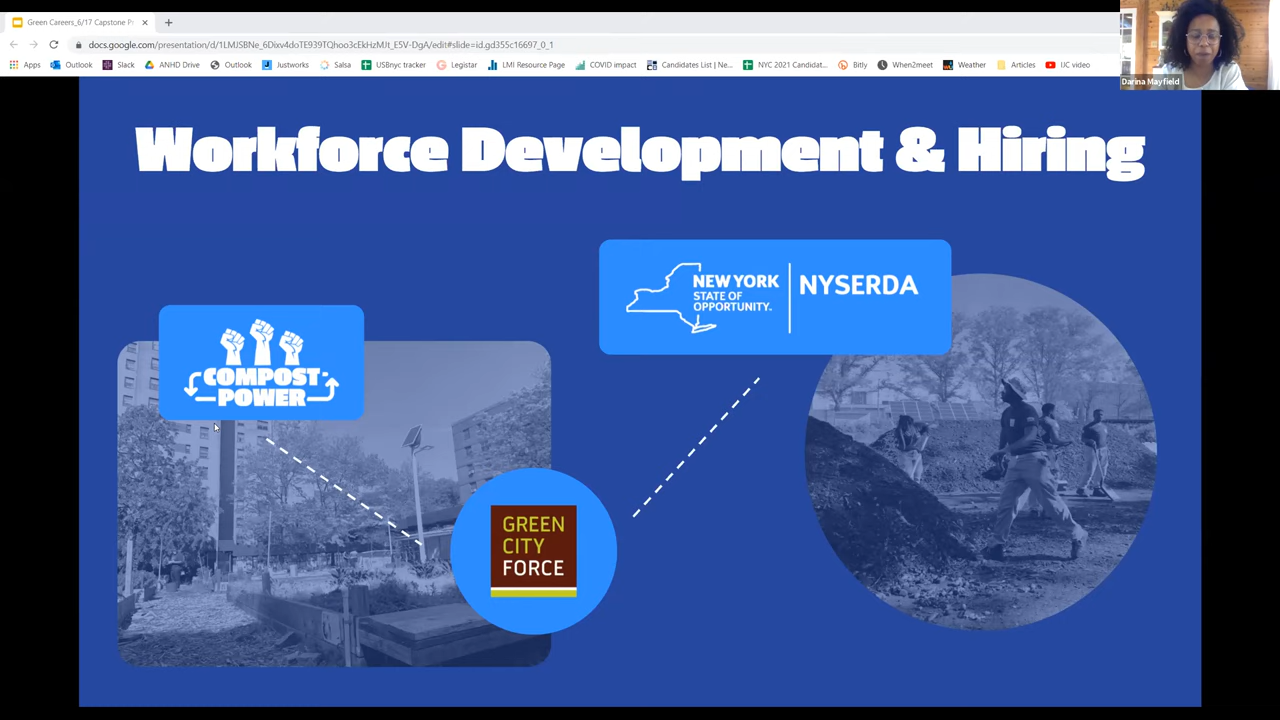 Green Careers_6/17 Capstone Pr
docs.google.com/presentation/d/1LMJSBNe_6Dixv4doTE939TQhoo3cEkHzMJt_E5V-DgA/edit#slide=id.gd355c16697_0_1
Apps Outlook Slack ANHD Drive Outlook Justworks Salsa USBnyc tracker Legistar LMI Resource Page COVID impact Candidates List | Ne... NYC 2021 Candidat... Bitly When2meet Weather Articles IJC video
Darina Mayfield
Workforce Development & Hiring
NEW YORK
STATE OF
OPPORTUNITY.
NYSERDA
COMPOST
POWER
GREEN
CITY
FORCE